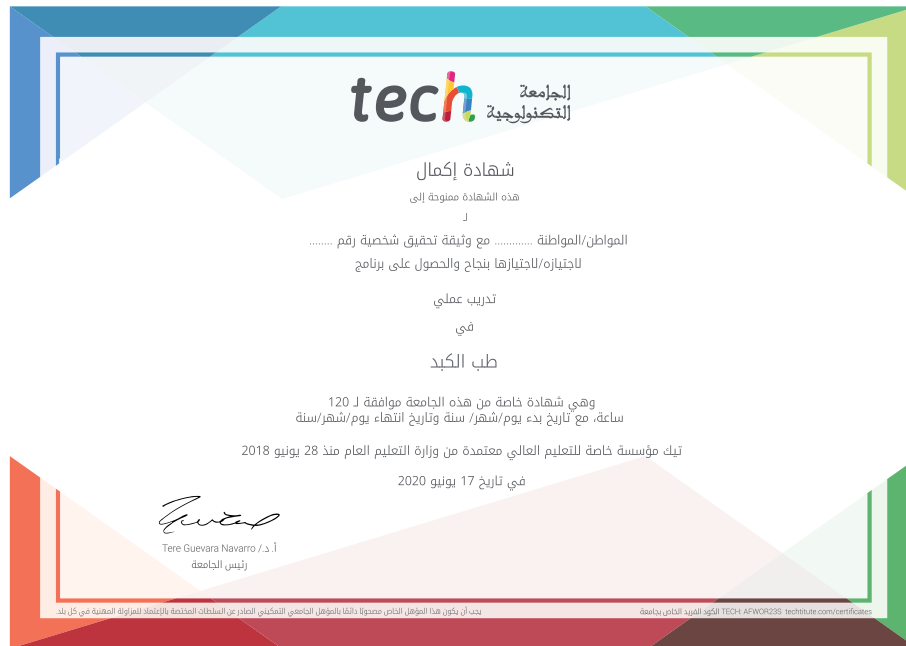 tech الجامعة
التكنولوجية
شهادة إكمال
هذه الشهادة ممنوحة إلى
لـ
المواطن/المواطنة ............. مع وثيقة تحقيق شخصية رقم ........
لاجتيازه/لاجتيازها بنجاح والحصول على برنامج
تدريب عملي
في
طب الكبد
وهي شهادة خاصة من هذه الجامعة موافقة لـ 120
ساعة، مع تاريخ بدء يوم/شهر/ سنة وتاريخ انتهاء يوم/شهر/سنة
تيك مؤسسة خاصة للتعليم العالي معتمدة من وزارة التعليم العام منذ 28 يونيو 2018
في تاريخ 17 يونيو 2020
أ.د./ Tere Guevara Navarro
رئيس الجامعة
يجب أن يكون هذا المؤهل الخاص مصحوبًا دائمًا بالمؤهل الجامعي التمكيني الصادر عن السلطات المختصة بالإعتماد للمزاولة المهنية في كل بلد.
الكود الفريد الخاص بجامعة TECH: AFWOR23S techtitute.com/certificates